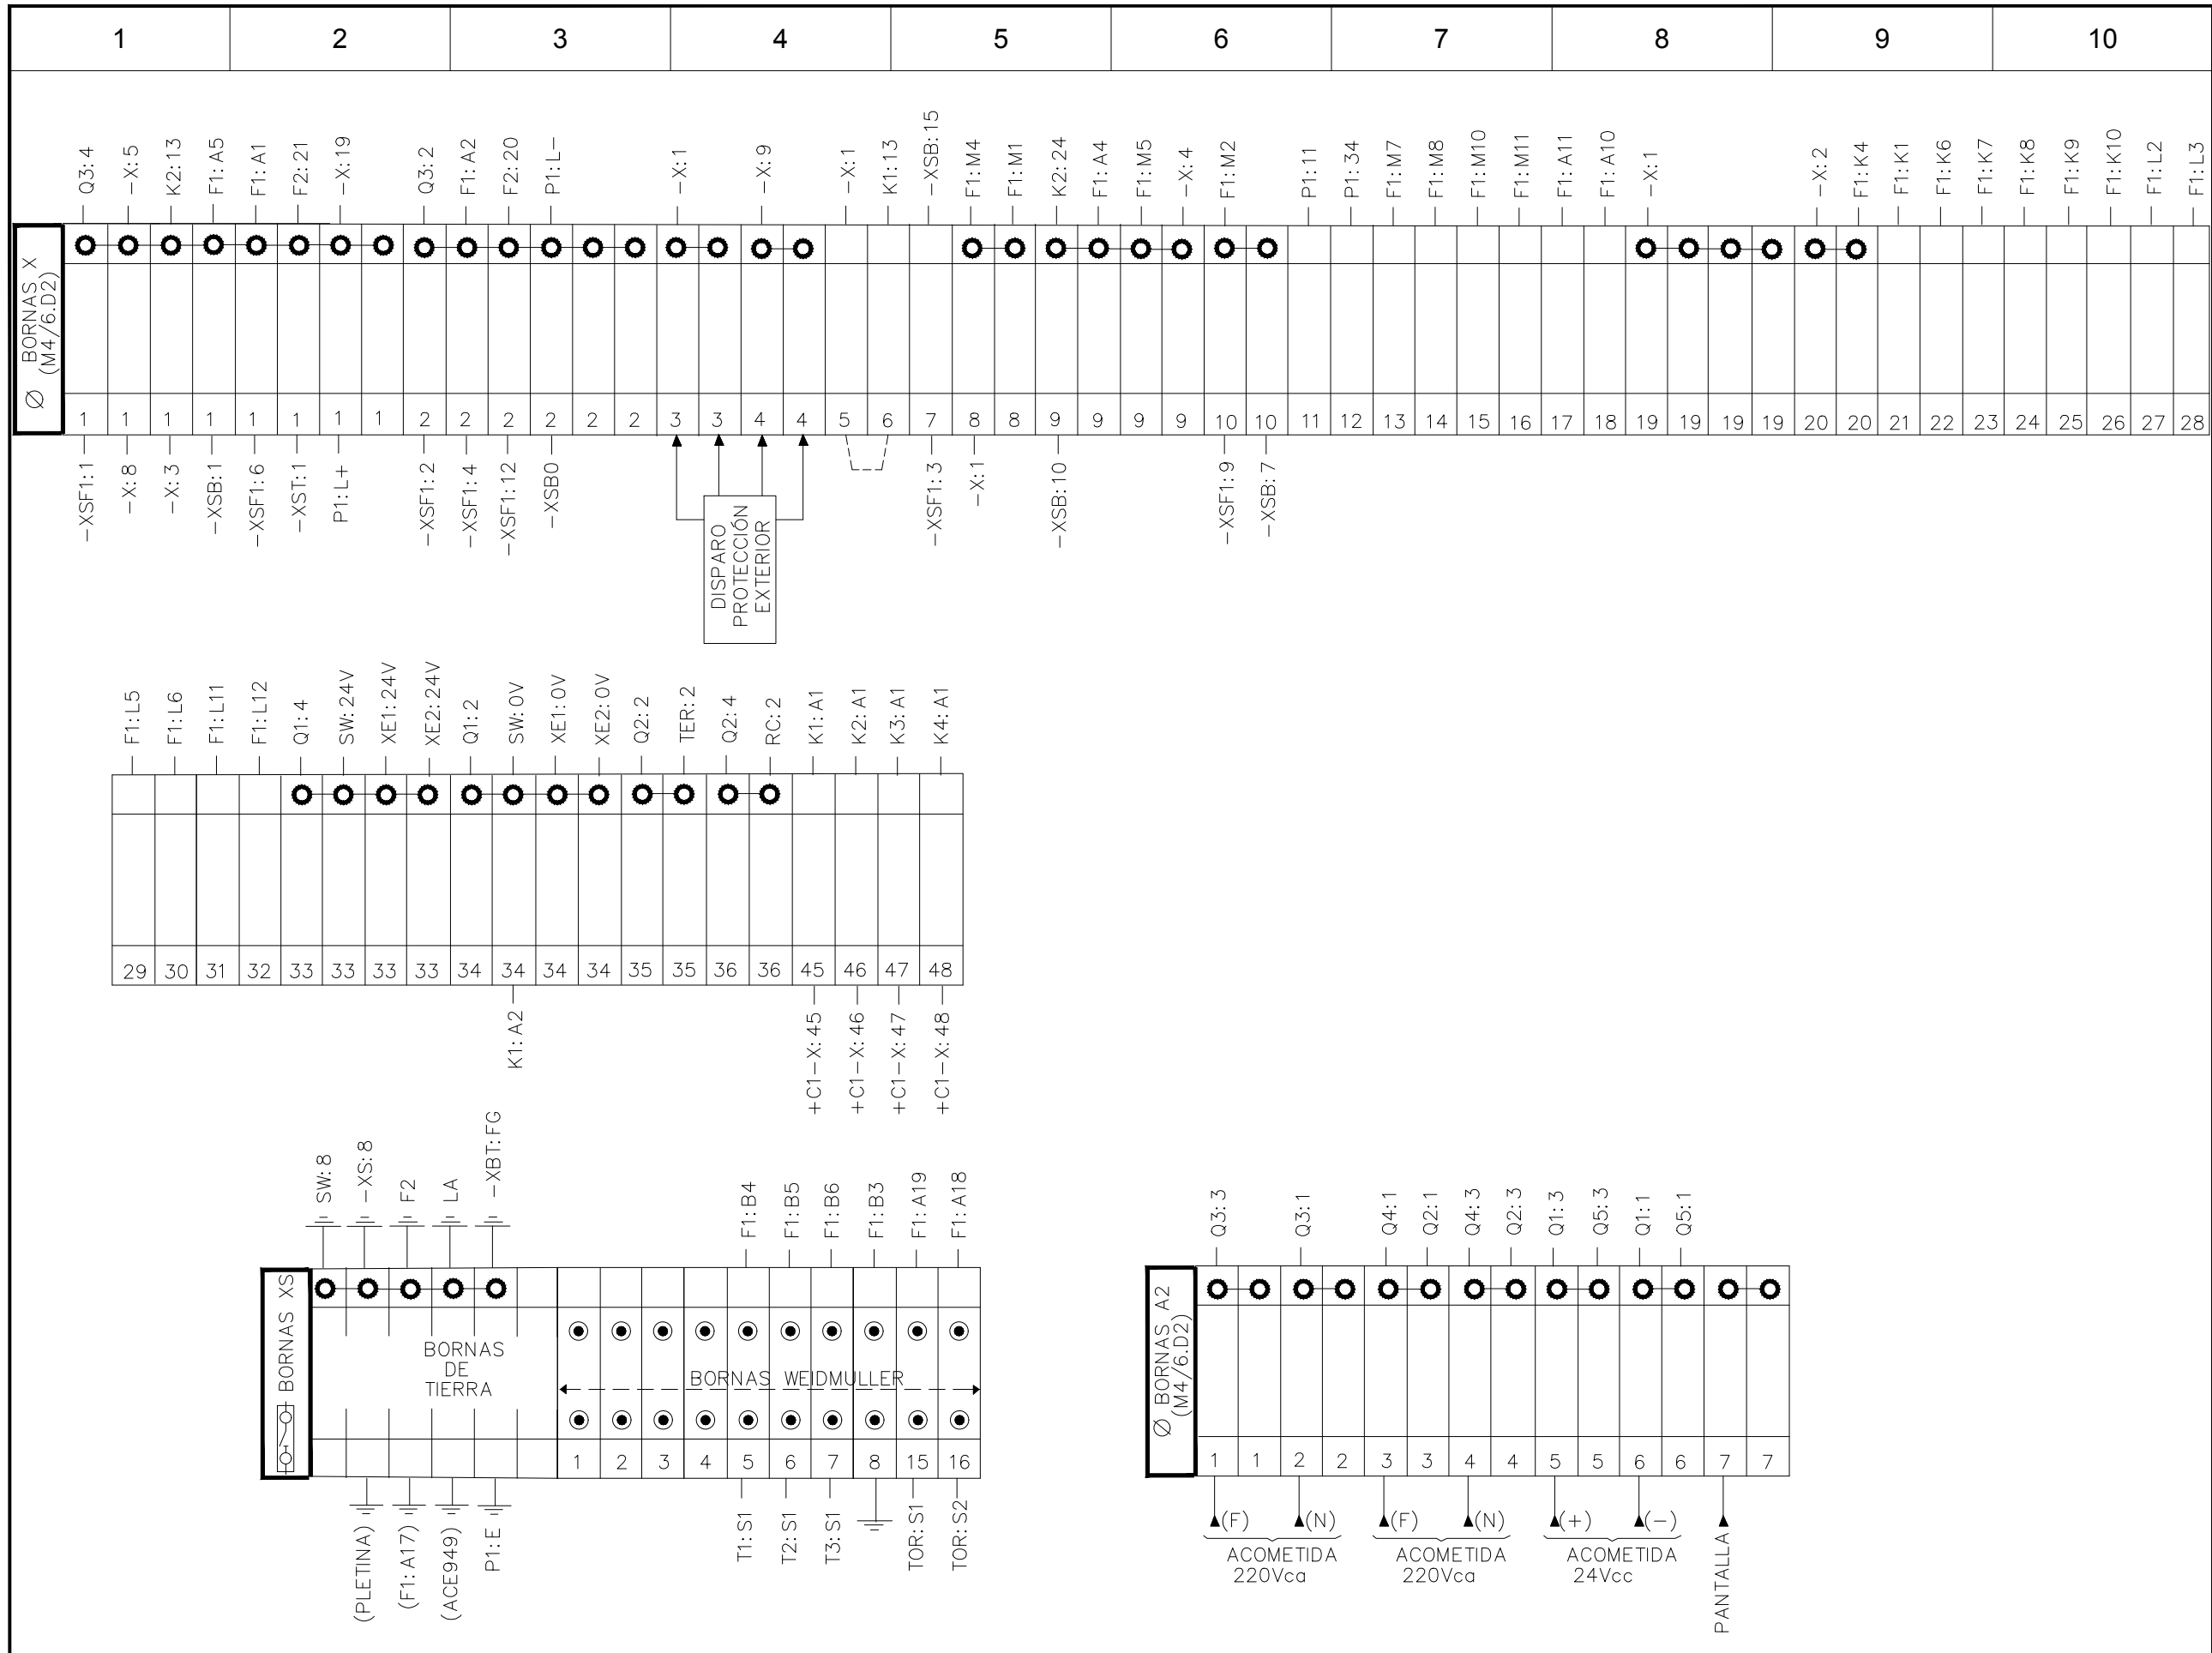 1 2 3 4 5 6 7 8 9 10
Q3:4 -X:5 K2:13 F1:A5 F1:A1 F2:21 -X:19 Q3:2 F1:A2 F2:20 P1:L- -X:1 -X:9 -X:1 K1:13 -XSB:15 F1:M4 F1:M1 K2:24 F1:A4 F1:M5 -X:4 F1:M2 P1:11 P1:34 F1:M7 F1:M8 F1:M10 F1:M11 F1:A11 F1:A10 -X:1 -X:2 F1:K4 F1:K1 F1:K6 F1:K7 F1:K8 F1:K9 F1:K10 F1:L2 F1:L3
Ø BORNAS X
(M4/6.D2)
1 1 1 1 1 1 1 1 2 2 2 2 2 2 3 3 4 4 5 6 7 8 8 9 9 9 9 10 10 11 12 13 14 15 16 17 18 19 19 19 19 20 20 21 22 23 24 25 26 27 28
-XSF1:1 -X:8 -X:3 -XSB:1 -XSF1:6 -XST:1 P1:L+ -XSF1:2 -XSF1:4 -XSF1:12 -XSB0 -XSF1:3 -X:1 -XSB:10 -XSF1:9 -XSB:7
DISPARO
PROTECCIÓN
EXTERIOR
F1:L5 F1:L6 F1:L11 F1:L12 Q1:4 SW:24V XE1:24V XE2:24V Q1:2 SW:0V XE1:0V XE2:0V Q2:2 TER:2 Q2:4 RC:2 K1:A1 K2:A1 K3:A1 K4:A1
29 30 31 32 33 33 33 33 34 34 34 34 35 35 36 36 45 46 47 48
K1:A2 +C1-X:45 +C1-X:46 +C1-X:47 +C1-X:48
SW:8 -XS:8 F2 LA -XBT:FG F1:B4 F1:B5 F1:B6 F1:B3 F1:A19 F1:A18
BORNAS XS
BORNAS
DE
TIERRA
BORNAS WEIDMULLER
1 2 3 4 5 6 7 8 15 16
(PLETINA) (F1:A17) (ACE949) P1:E T1:S1 T2:S1 T3:S1 TOR:S1 TOR:S2
Q3:3 Q3:1 Q4:1 Q2:1 Q4:3 Q2:3 Q1:3 Q5:3 Q1:1 Q5:1
Ø BORNAS A2
(M4/6.D2)
1 1 2 2 3 3 4 4 5 5 6 6 7 7
(F) (N) (F) (N) (+) (-)
ACOMETIDA
220Vca
ACOMETIDA
220Vca
ACOMETIDA
24Vcc
PANTALLA